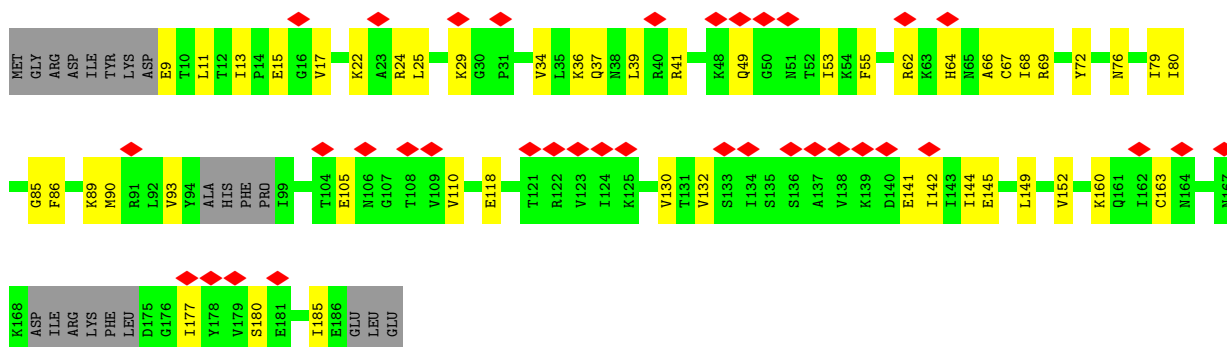 MET GLY ARG ASP ILE TYR LYS ASP E9 T10 L11 T12 I13 P14 E15 G16 V17 K22 A23 R24 L25 K29 G30 P31 V34 L35 K36 Q37 N38 L39 R40 R41 K48 Q49 G50 N51 T52 I53 K54 F55 R62 K63 H64 N65 A66 C67 I68 R69 Y72 N76 I79 I80
G85 F86 K89 M90 R91 L92 V93 Y94 ALA HIS PHE PRO I99 T104 E105 N106 G107 T108 V109 V110 E118 T121 R122 V123 I124 K125 V130 T131 V132 S133 I134 S135 S136 A137 V138 K139 D140 E141 I142 I143 I144 E145 L149 V152 K160 Q161 I162 C163 N164 N167
K168 ASP ILE ARG LYS PHE LEU D175 G176 I177 Y178 V179 S180 E181 I185 E186 GLU LEU GLU